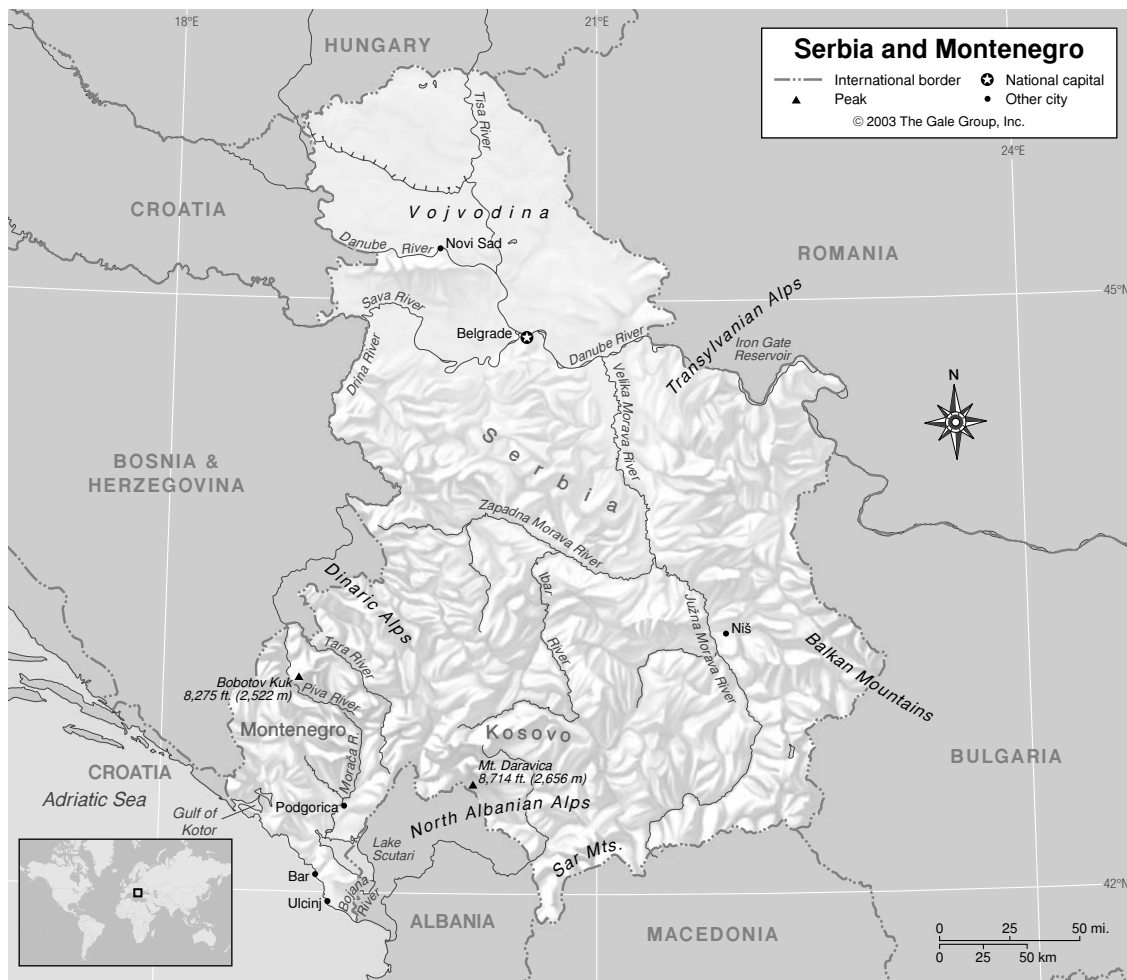 18°E
21°E
HUNGARY
Serbia and Montenegro
International border
National capital
Peak
Other city
© 2003 The Gale Group, Inc.
Tisa River
24°E
CROATIA
Vojvodina
Danube River
Novi Sad
ROMANIA
45°N
Sava River
Belgrade
Danube River
Transylvanian Alps
Iron Gate
Reservoir
Drina River
Velika Morava River
N
Serbia
BOSNIA &
HERZEGOVINA
Zapadna Morava River
Dinaric Alps
Ibar River
Južna Morava River
Niš
Balkan Mountains
Tara River
Bobotov Kuk
8,275 ft. (2,522 m)
Piva River
Montenegro
Kosovo
Morača R.
Mt. Daravica
8,714 ft. (2,656 m)
BULGARIA
CROATIA
Adriatic Sea
Gulf of
Kotor
Podgorica
North Albanian Alps
Lake
Scutari
Sar Mts.
Bar
Bojana
River
Ulcinj
42°N
ALBANIA
MACEDONIA
0 25 50 mi.
0 25 50 km